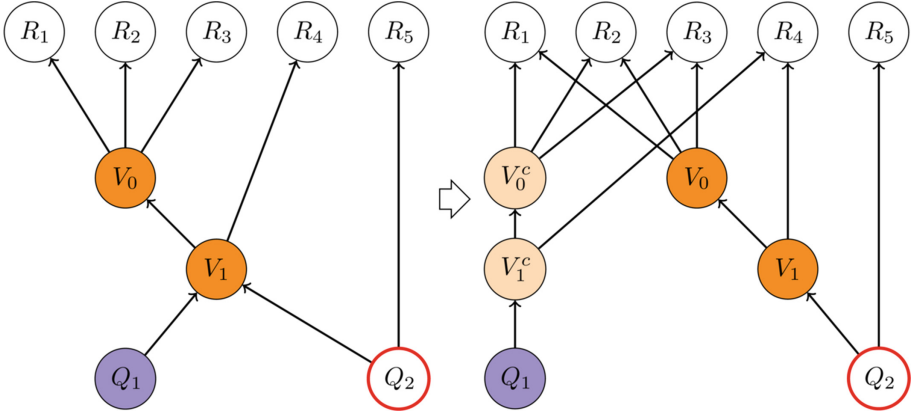 R₁ R₂ R₃ R₄ R₅ R₁ R₂ R₃ R₄ R₅
V₀ V₀ᶜ V₀
V₁ V₁ᶜ V₁
Q₁ Q₂ Q₁ Q₂